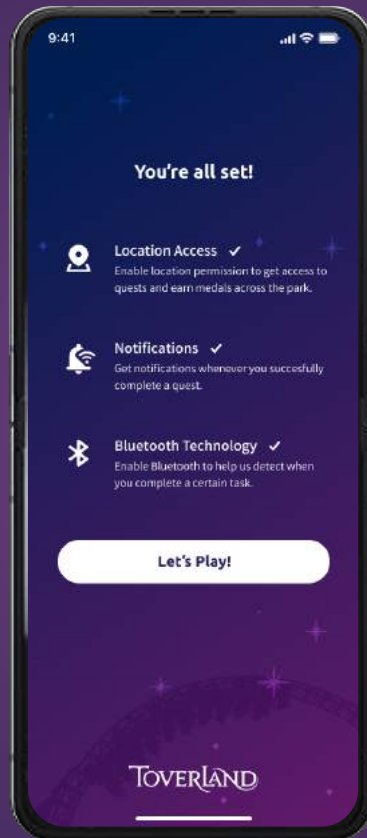 9:41
You're all set!
Location Access
Enable location permission to get access to
quests and earn medals across the park.
Notifications
Get notifications whenever you succesfully
complete a quest.
Bluetooth Technology
Enable Bluetooth to help us detect when
you complete a certain task.
Let's Play!
TOVERLAND